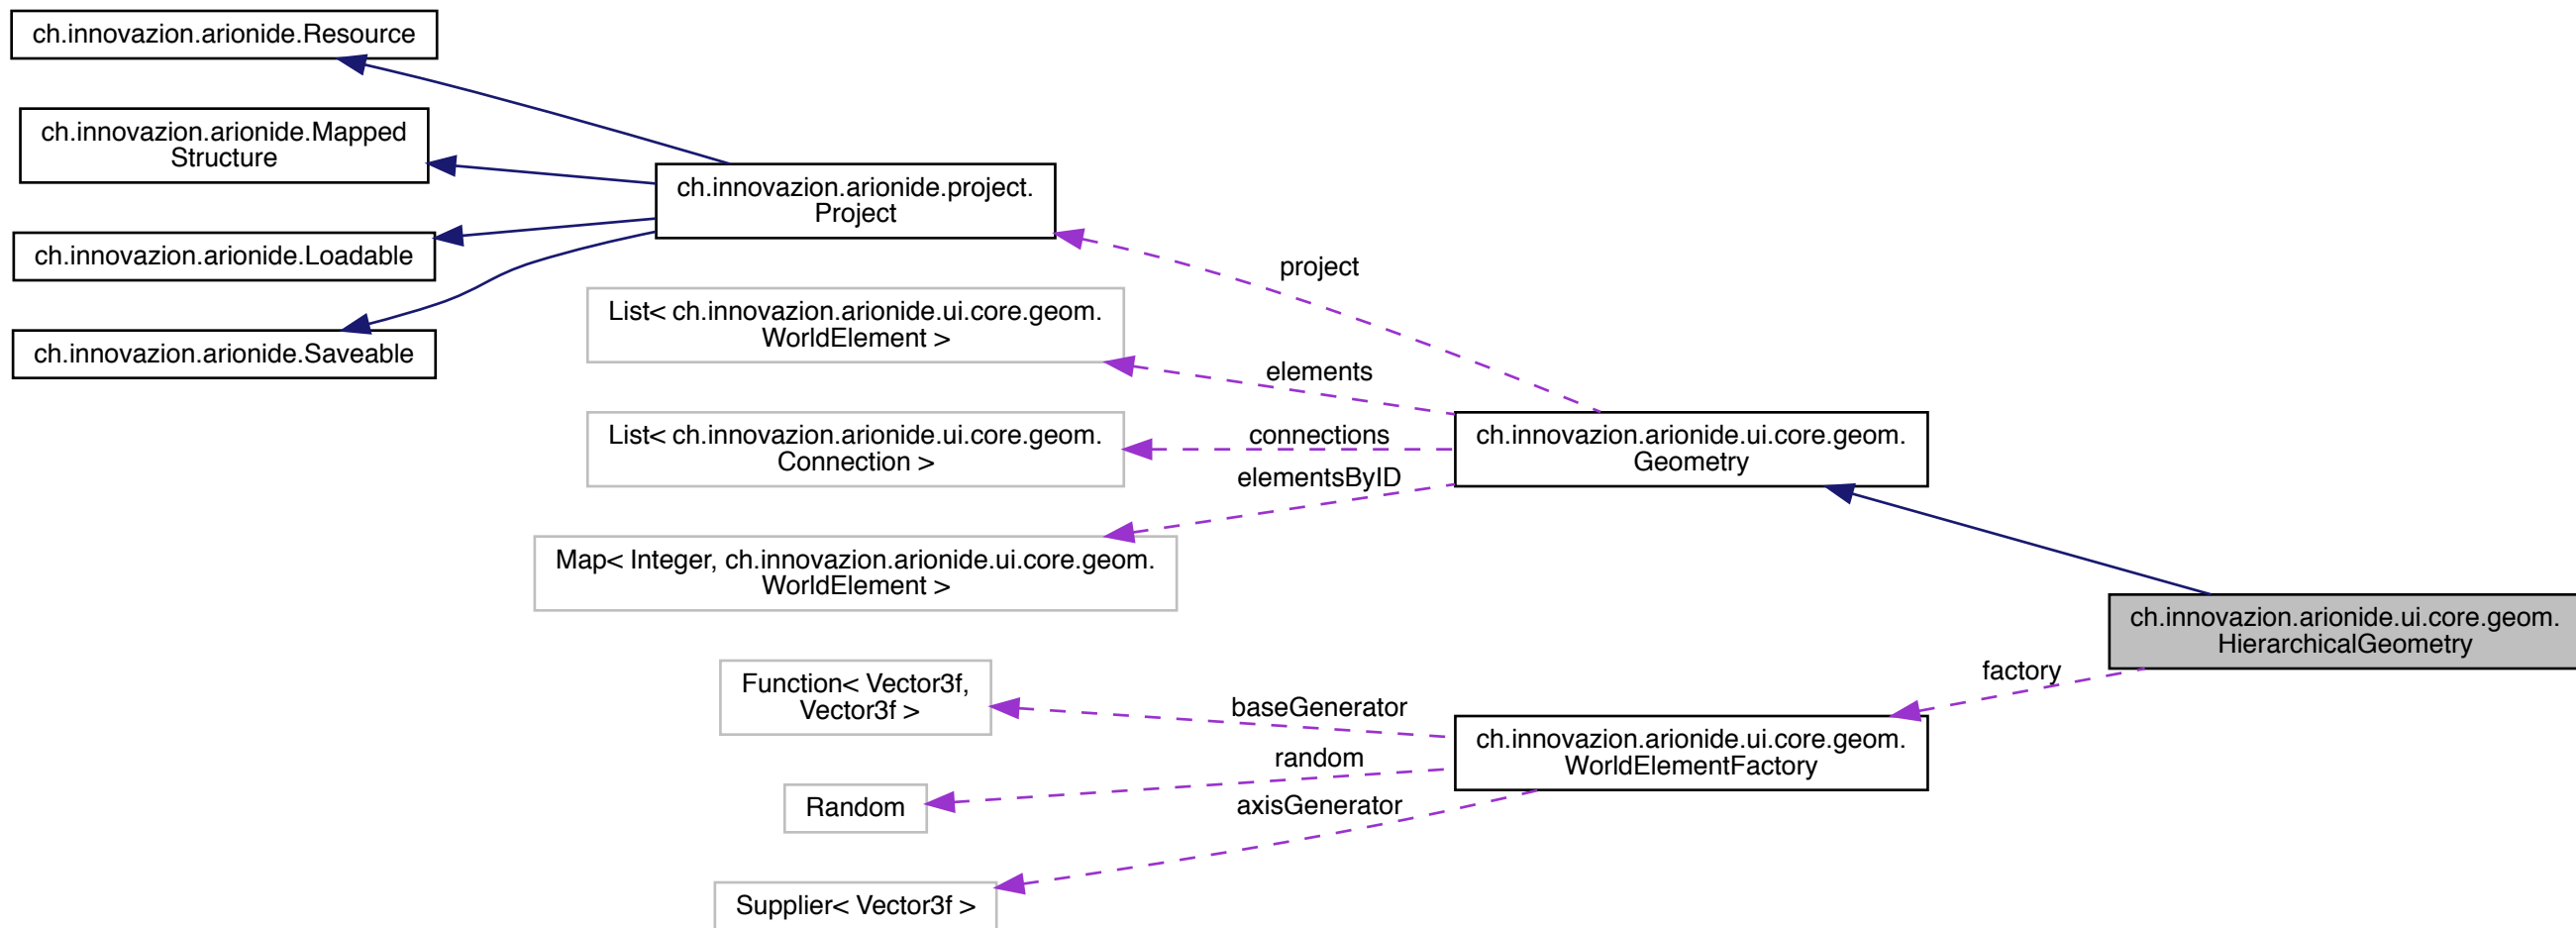 ch.innovazion.arionide.Resource
ch.innovazion.arionide.Mapped
Structure
ch.innovazion.arionide.Loadable
ch.innovazion.arionide.Saveable
ch.innovazion.arionide.project.
Project
project
List< ch.innovazion.arionide.ui.core.geom.
WorldElement >
elements
List< ch.innovazion.arionide.ui.core.geom.
Connection >
connections
elementsByID
Map< Integer, ch.innovazion.arionide.ui.core.geom.
WorldElement >
ch.innovazion.arionide.ui.core.geom.
Geometry
ch.innovazion.arionide.ui.core.geom.
HierarchicalGeometry
factory
Function< Vector3f,
Vector3f >
baseGenerator
random
Random
axisGenerator
Supplier< Vector3f >
ch.innovazion.arionide.ui.core.geom.
WorldElementFactory